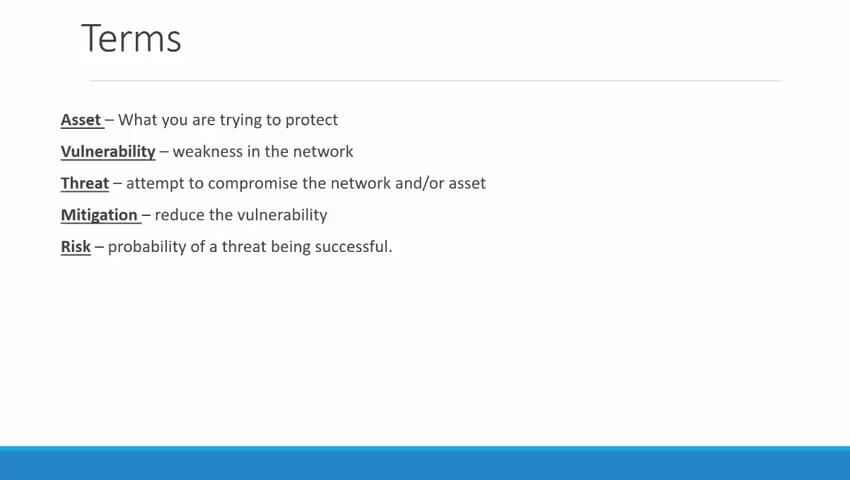 Terms
Asset – What you are trying to protect
Vulnerability – weakness in the network
Threat – attempt to compromise the network and/or asset
Mitigation – reduce the vulnerability
Risk – probability of a threat being successful.